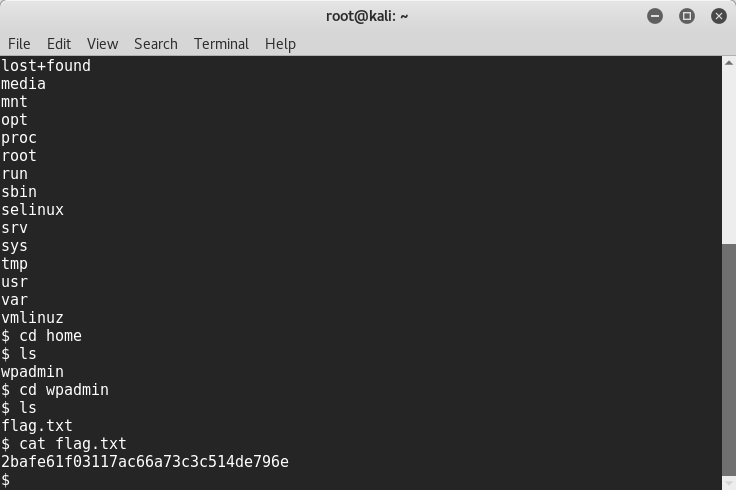 root@kali: ~
File Edit View Search Terminal Help
lost+found
media
mnt
opt
proc
root
run
sbin
selinux
srv
sys
tmp
usr
var
vmlinuz
$ cd home
$ ls
wpadmin
$ cd wpadmin
$ ls
flag.txt
$ cat flag.txt
2bafe61f03117ac66a73c3c514de796e
$